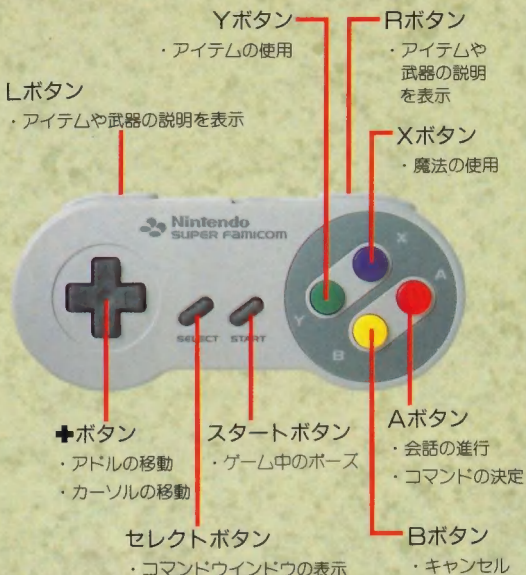 Yボタン
・アイテムの使用
Rボタン
・アイテムや
武器の説明
を表示
Lボタン
・アイテムや武器の説明を表示
Xボタン
・魔法の使用
Nintendo
SUPER FAMICOM
X
A
Y
B
SELECT
START
✚ボタン
・アドルの移動
・カーソルの移動
スタートボタン
・ゲーム中のポーズ
Aボタン
・会話の進行
・コマンドの決定
セレクトボタン
・コマンドウインドウの表示
Bボタン
・キャンセル